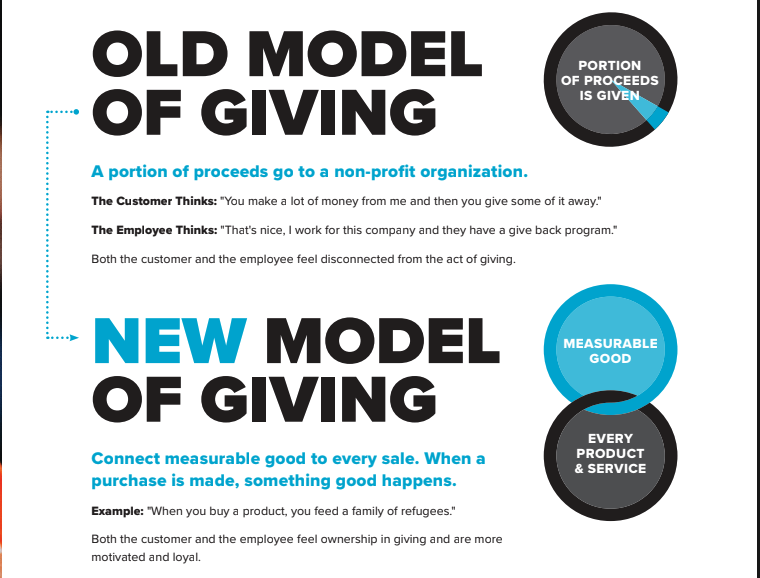 OLD MODEL
OF GIVING
PORTION
OF PROCEEDS
IS GIVEN
A portion of proceeds go to a non-profit organization.
The Customer Thinks: "You make a lot of money from me and then you give some of it away."
The Employee Thinks: "That's nice, I work for this company and they have a give back program."
Both the customer and the employee feel disconnected from the act of giving.
NEW MODEL
OF GIVING
MEASURABLE
GOOD
EVERY
PRODUCT
& SERVICE
Connect measurable good to every sale. When a
purchase is made, something good happens.
Example: "When you buy a product, you feed a family of refugees."
Both the customer and the employee feel ownership in giving and are more
motivated and loyal.